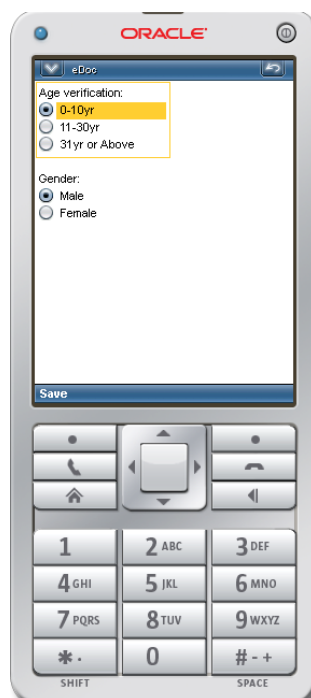 ORACLE
eDoc
Age verification:
0-10yr
11-30yr
31yr or Above
Gender:
Male
Female
Save
1 2 ABC 3 DEF
4 GHI 5 JKL 6 MNO
7 PQRS 8 TUV 9 WXYZ
* . 0 # - +
SHIFT SPACE